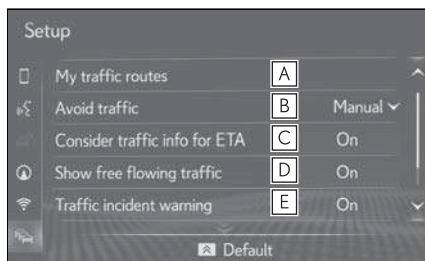 Setup
My traffic routes A
Avoid traffic B Manual
Consider traffic info for ETA C On
Show free flowing traffic D On
Traffic incident warning E On
Default